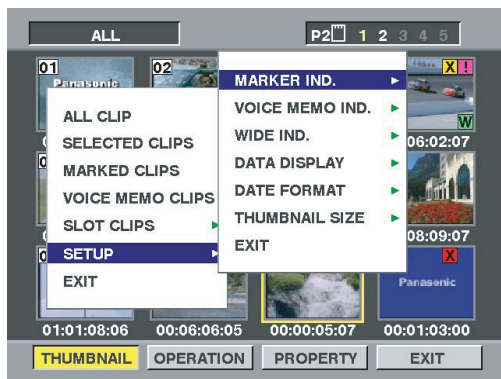 ALL
P2 1 2 3 4 5
01
Panasonic
02
X !
W
06:02:07
ALL CLIP
SELECTED CLIPS
MARKED CLIPS
VOICE MEMO CLIPS
SLOT CLIPS
SETUP
EXIT
MARKER IND.
VOICE MEMO IND.
WIDE IND.
DATA DISPLAY
DATE FORMAT
THUMBNAIL SIZE
EXIT
08:09:07
X
Panasonic
01:01:08:06
00:06:06:05
00:00:05:07
00:01:03:00
THUMBNAIL
OPERATION
PROPERTY
EXIT